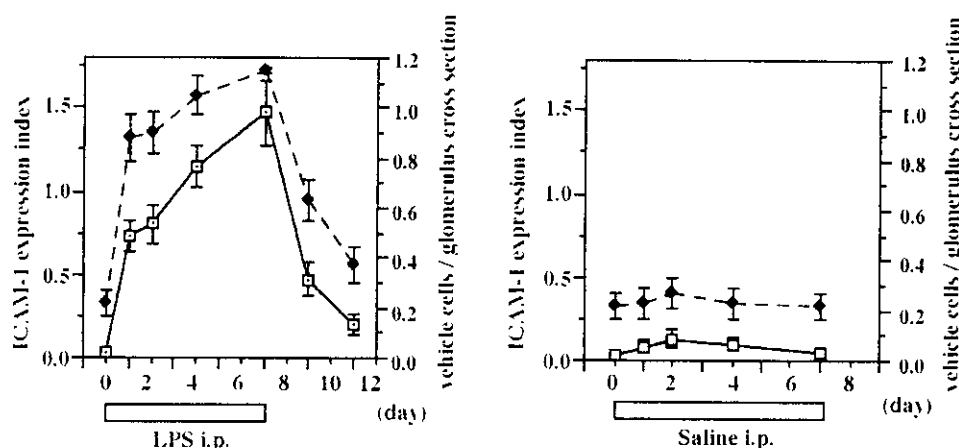 ICAM-1 expression index
1.5
1.0
0.5
0.0
1.2
1.0
0.8
0.6
0.4
0.2
0.0
vehicle cells / glomerulus cross section
0 2 4 6 8 10 12
(day)
LPS i.p.
ICAM-1 expression index
1.5
1.0
0.5
0.0
1.2
1.0
0.8
0.6
0.4
0.2
0.0
vehicle cells / glomerulus cross section
0 2 4 6 8
(day)
Saline i.p.